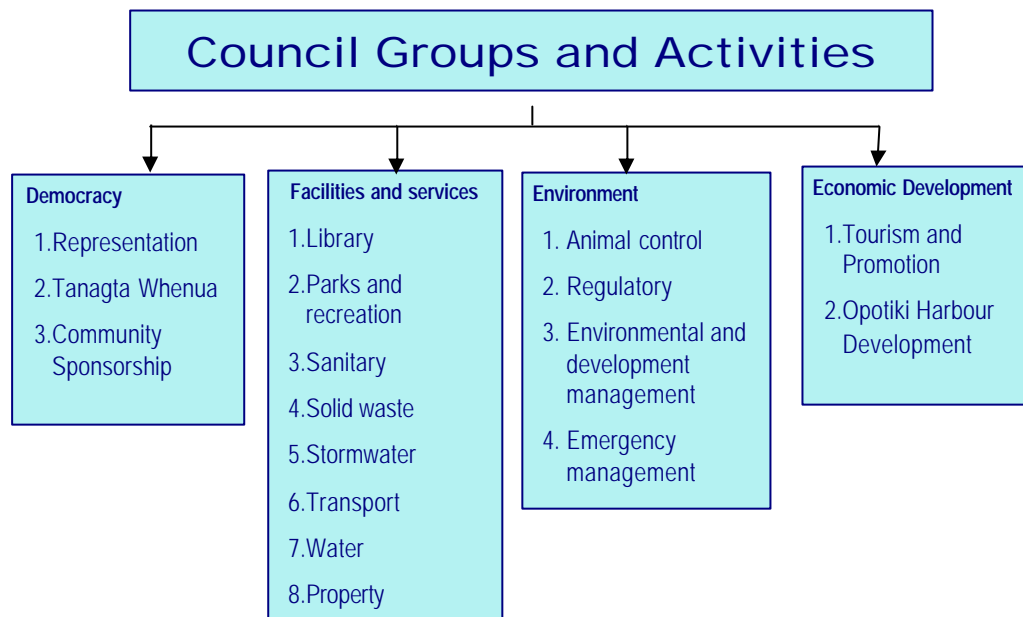 Council Groups and Activities
Democracy
1.Representation
2.Tanagta Whenua
3.Community
Sponsorship
Facilities and services
1.Library
2.Parks and
recreation
3.Sanitary
4.Solid waste
5.Stormwater
6.Transport
7.Water
8.Property
Environment
1. Animal control
2. Regulatory
3. Environmental and
development
management
4. Emergency
management
Economic Development
1.Tourism and
Promotion
2.Opotiki Harbour
Development